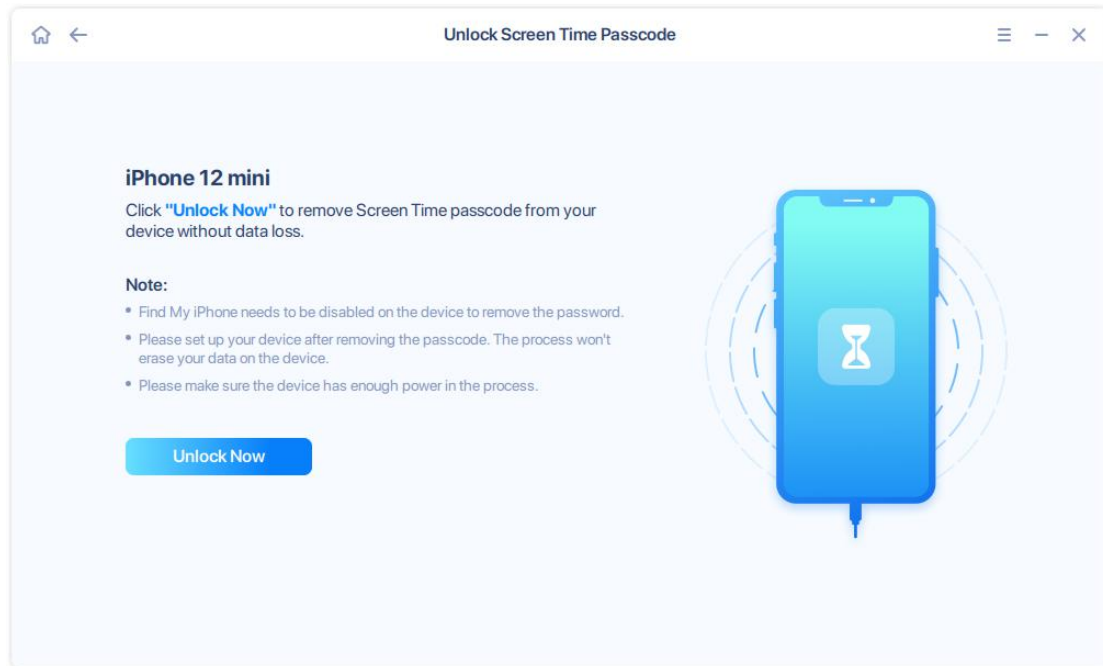 Unlock Screen Time Passcode
iPhone 12 mini
Click "Unlock Now" to remove Screen Time passcode from your
device without data loss.
Note:
• Find My iPhone needs to be disabled on the device to remove the password.
• Please set up your device after removing the passcode. The process won't
erase your data on the device.
• Please make sure the device has enough power in the process.
Unlock Now